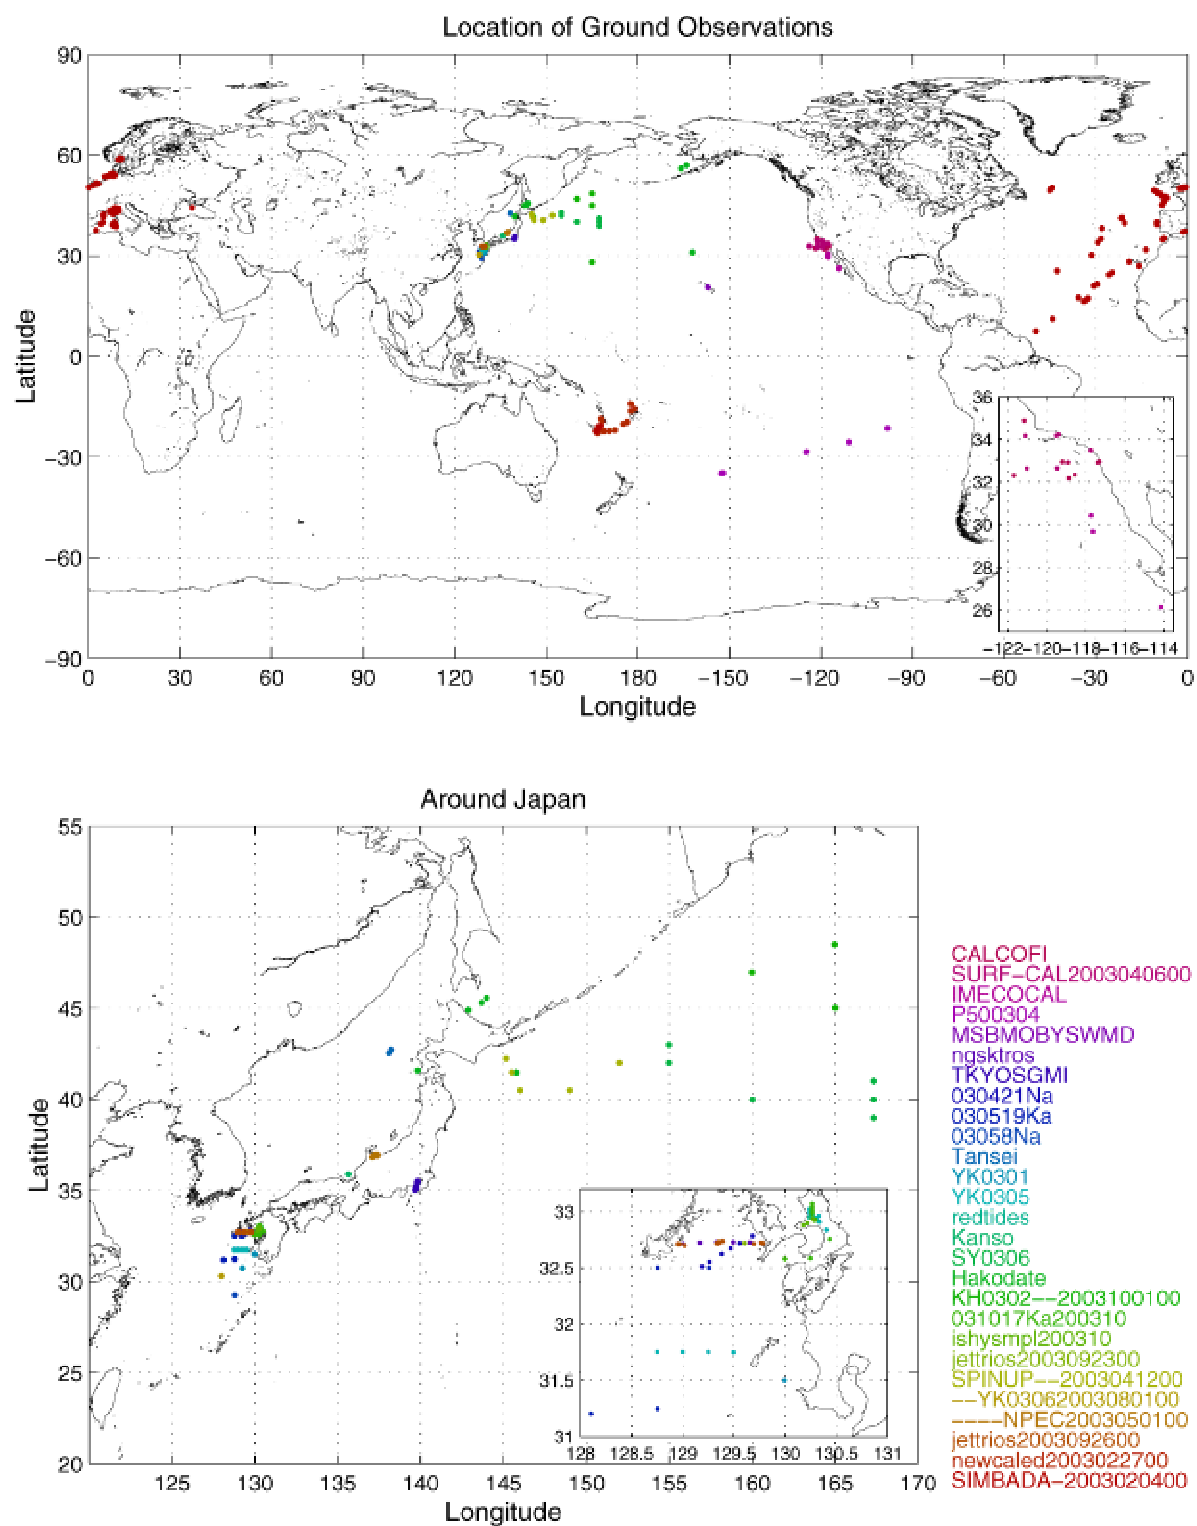 Location of Ground Observations
90
60
30
0
−30
−60
−90
Latitude
0 30 60 90 120 150 180 −150 −120 −90 −60 −30 0
Longitude
36
34
32
30
28
26
−122 −120 −118 −116 −114
Around Japan
55
50
45
40
35
30
25
20
Latitude
125 130 135 140 145 150 155 160 165 170
Longitude
33
32.5
32
31.5
31
128 128.5 129 129.5 130 130.5 131
CALCOFI
SURF−CAL2003040600
IMECOCAL
P500304
MSBMOBYSWMD
ngsktros
TKYOSGMI
030421Na
030519Ka
03058Na
Tansei
YK0301
YK0305
redtides
Kanso
SY0306
Hakodate
KH0302−−2003100100
031017Ka200310
ishysmpl200310
jettrios2003092300
SPINUP−−2003041200
−−YK03062003080100
−−−−NPEC2003050100
jettrios2003092600
newcaled2003022700
SIMBADA−2003020400